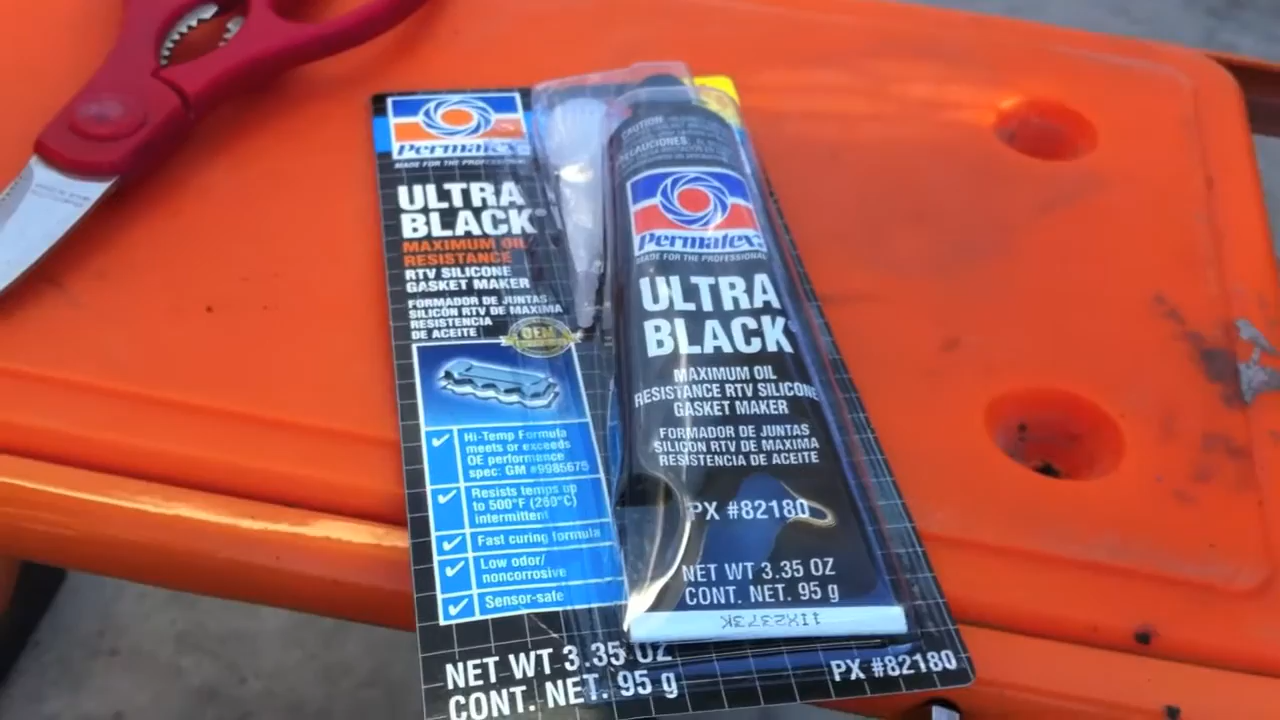 Permatex
MADE FOR THE PROFESSIONAL
ULTRA
BLACK®
MAXIMUM OIL
RESISTANCE
RTV SILICONE
GASKET MAKER
FORMADOR DE JUNTAS
SILICÓN RTV DE MAXIMA
RESISTENCIA
DE ACEITE
OEM
Hi-Temp Formula
meets or exceeds
OE performance
spec: GM #9985675
Resists temps up
to 500°F (260°C)
intermittent
Fast curing formula
Low odor/
noncorrosive
Sensor-safe
NET WT 3.35 OZ
CONT. NET. 95 g
PX #82180
CAUTION:
PRECAUCIONES:
Permatex®
MADE FOR THE PROFESSIONAL
ULTRA
BLACK®
MAXIMUM OIL
RESISTANCE RTV SILICONE
GASKET MAKER
FORMADOR DE JUNTAS
SILICÓN RTV DE MAXIMA
RESISTENCIA DE ACEITE
PX #82180
NET WT 3.35 OZ
CONT. NET. 95 g
11X2373K